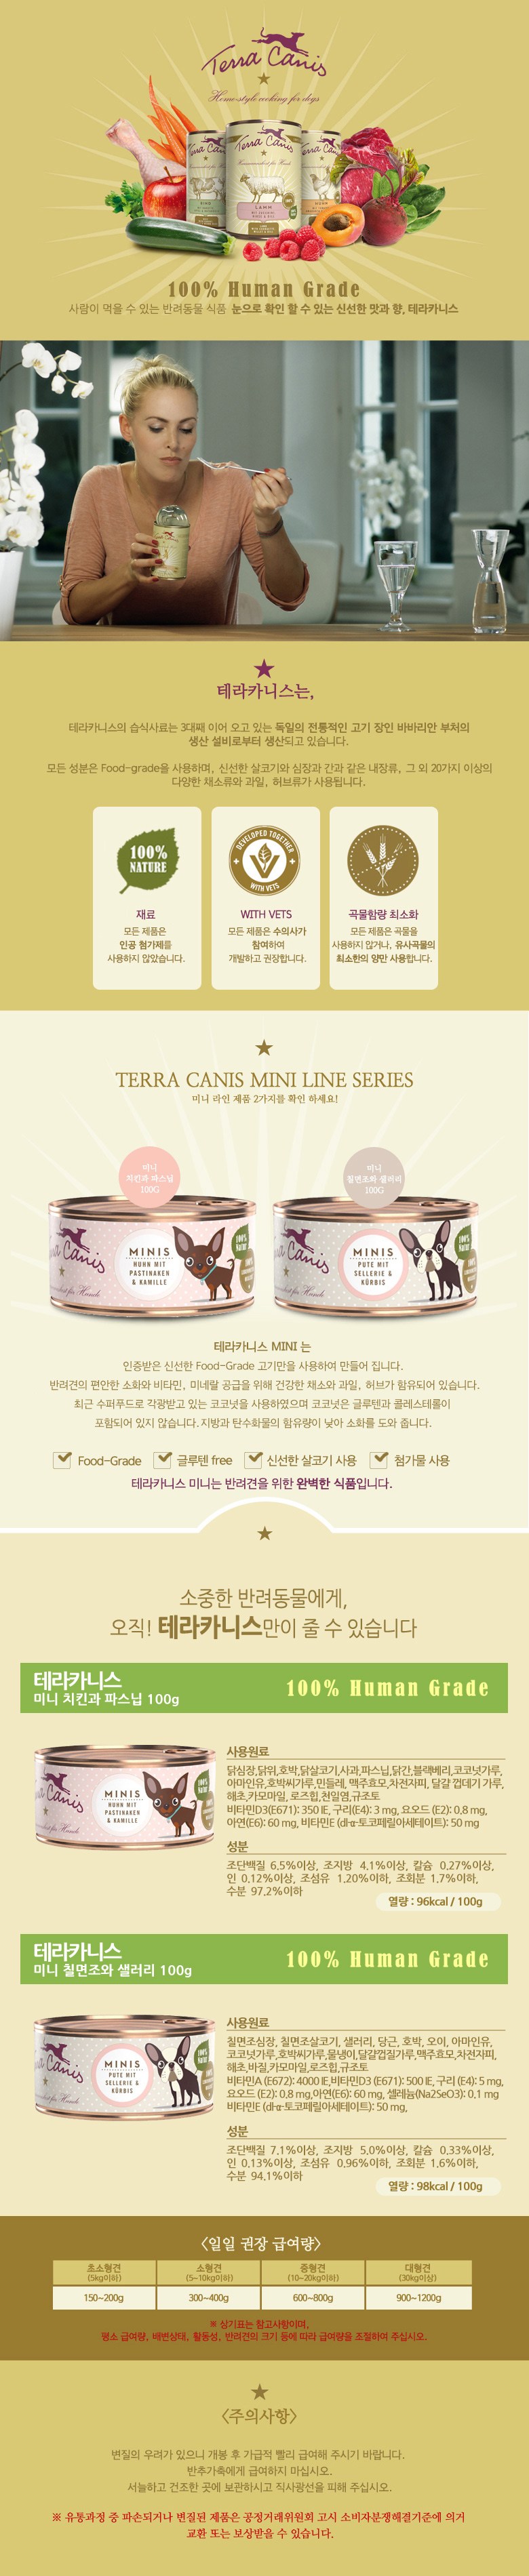 Terra Canis
Home-style cooking for dogs
Terra Canis
LAMM
100% Human Grade
사람이 먹을 수 있는 반려동물 식품 눈으로 확인 할 수 있는 신선한 맛과 향, 테라카니스
테라카니스는,
테라카니스의 습식사료는 3대째 이어 오고 있는 독일의 전통적인 고기 장인 바바리안 부처의
생산 설비로부터 생산되고 있습니다.
모든 성분은 Food-grade을 사용하며, 신선한 살코기와 심장과 간과 같은 내장류, 그 외 20가지 이상의
다양한 채소류와 과일, 허브류가 사용됩니다.
100%
NATURE
재료
모든 제품은
인공 첨가제를
사용하지 않았습니다.
DEVELOPED TOGETHER
WITH VETS
WITH VETS
모든 제품은 수의사가
참여하여
개발하고 권장합니다.
곡물함량 최소화
모든 제품은 곡물을
사용하지 않거나, 유사곡물의
최소한의 양만 사용합니다.
TERRA CANIS MINI LINE SERIES
미니 라인 제품 2가지를 확인 하세요!
미니
치킨과 파스닙
100G
MINIS
HUHN MIT
PASTINAKEN
& KAMILLE
미니
칠면조와 샐러리
100G
MINIS
PUTE MIT
SELLERIE &
KÜRBIS
테라카니스 MINI 는
인증받은 신선한 Food-Grade 고기만을 사용하여 만들어 집니다.
반려견의 편안한 소화와 비타민, 미네랄 공급을 위해 건강한 채소와 과일, 허브가 함유되어 있습니다.
최근 수퍼푸드로 각광받고 있는 코코넛을 사용하였으며 코코넛은 글루텐과 콜레스테롤이
포함되어 있지 않습니다. 지방과 탄수화물의 함유량이 낮아 소화를 도와 줍니다.
Food-Grade 글루텐 free 신선한 살코기 사용 첨가물 사용
테라카니스 미니는 반려견을 위한 완벽한 식품입니다.
소중한 반려동물에게,
오직! 테라카니스만이 줄 수 있습니다
테라카니스
미니 치킨과 파스닙 100g
100% Human Grade
MINIS
HUHN MIT
PASTINAKEN
& KAMILLE
사용원료
닭심장,닭위,호박,닭살코기,사과,파스닙,닭간,블랙베리,코코넛가루,
아마인유,호박씨가루,민들레, 맥주효모,차전자피, 달걀 껍데기 가루,
해초,카모마일, 로즈힙,천일염,규조토
비타민D3(E671): 350 IE, 구리(E4): 3 mg, 요오드 (E2): 0,8 mg,
아연(E6): 60 mg, 비타민E (dl-α-토코페릴아세테이트): 50 mg
성분
조단백질 6.5%이상, 조지방 4.1%이상, 칼슘 0.27%이상,
인 0.12%이상, 조섬유 1.20%이하, 조회분 1.7%이하,
수분 97.2%이하
열량 : 96kcal / 100g
테라카니스
미니 칠면조와 샐러리 100g
100% Human Grade
MINIS
PUTE MIT
SELLERIE &
KÜRBIS
사용원료
칠면조심장, 칠면조살코기, 샐러리, 당근, 호박, 오이, 아마인유,
코코넛가루,호박씨가루,물냉이,달걀껍질가루,맥주효모,차전자피,
해초,바질,카모마일,로즈힙,규조토
비타민A (E672): 4000 IE,비타민D3 (E671): 500 IE, 구리 (E4): 5 mg,
요오드 (E2): 0,8 mg,아연(E6): 60 mg, 셀레늄(Na2SeO3): 0,1 mg
비타민E (dl-α-토코페릴아세테이트): 50 mg,
성분
조단백질 7.1%이상, 조지방 5.0%이상, 칼슘 0.33%이상,
인 0.13%이상, 조섬유 0.96%이하, 조회분 1.6%이하,
수분 94.1%이하
열량 : 98kcal / 100g
<일일 권장 급여량>
초소형견 소형견 중형견 대형견
(5kg이하) (5~10kg이하) (10~20kg이하) (30kg이상)
150~200g 300~400g 600~800g 900~1200g
※ 상기표는 참고사항이며,
평소 급여량, 배변상태, 활동성, 반려견의 크기 등에 따라 급여량을 조절하여 주십시오.
<주의사항>
변질의 우려가 있으니 개봉 후 가급적 빨리 급여해 주시기 바랍니다.
반추가축에게 급여하지 마십시오.
서늘하고 건조한 곳에 보관하시고 직사광선을 피해 주십시오.
※ 유통과정 중 파손되거나 변질된 제품은 공정거래위원회 고시 소비자분쟁해결기준에 의거
교환 또는 보상받을 수 있습니다.